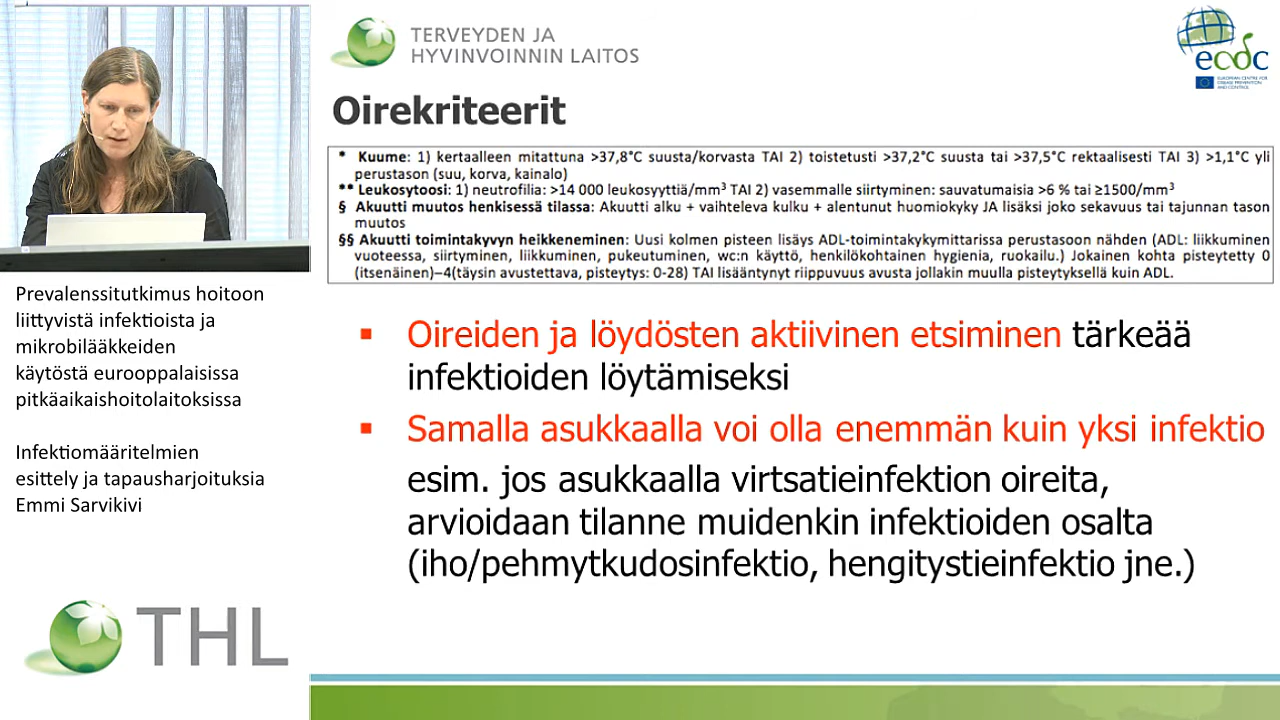 TERVEYDEN JA
HYVINVOINNIN LAITOS
ecdc
EUROPEAN CENTRE FOR
DISEASE PREVENTION
AND CONTROL
Oirekriteerit
* Kuume: 1) kertaalleen mitattuna >37,8°C suusta/korvasta TAI 2) toistetusti >37,2°C suusta tai >37,5°C rektaalisesti TAI 3) >1,1°C yli
perustason (suu, korva, kainalo)
** Leukosytoosi: 1) neutrofilia: >14 000 leukosyyttiä/mm³ TAI 2) vasemmalle siirtyminen: sauvatumaisia >6 % tai ≥1500/mm³
§ Akuutti muutos henkisessä tilassa: Akuutti alku + vaihteleva kulku + alentunut huomiokyky JA lisäksi joko sekavuus tai tajunnan tason
muutos
§§ Akuutti toimintakyvyn heikkeneminen: Uusi kolmen pisteen lisäys ADL-toimintakykymittarissa perustasoon nähden (ADL: liikkuminen
vuoteessa, siirtyminen, liikkuminen, pukeutuminen, wc:n käyttö, henkilökohtainen hygienia, ruokailu.) Jokainen kohta pisteytetty 0
(itsenäinen)–4(täysin avustettava, pisteytys: 0-28) TAI lisääntynyt riippuvuus avusta jollakin muulla pisteytyksellä kuin ADL.
▪ Oireiden ja löydösten aktiivinen etsiminen tärkeää
infektioiden löytämiseksi
▪ Samalla asukkaalla voi olla enemmän kuin yksi infektio
esim. jos asukkaalla virtsatieinfektion oireita,
arvioidaan tilanne muidenkin infektioiden osalta
(iho/pehmytkudosinfektio, hengitystieinfektio jne.)
Prevalenssitutkimus hoitoon
liittyvistä infektioista ja
mikrobilääkkeiden
käytöstä eurooppalaisissa
pitkäaikaishoitolaitoksissa
Infektiomääritelmien
esittely ja tapausharjoituksia
Emmi Sarvikivi
THL